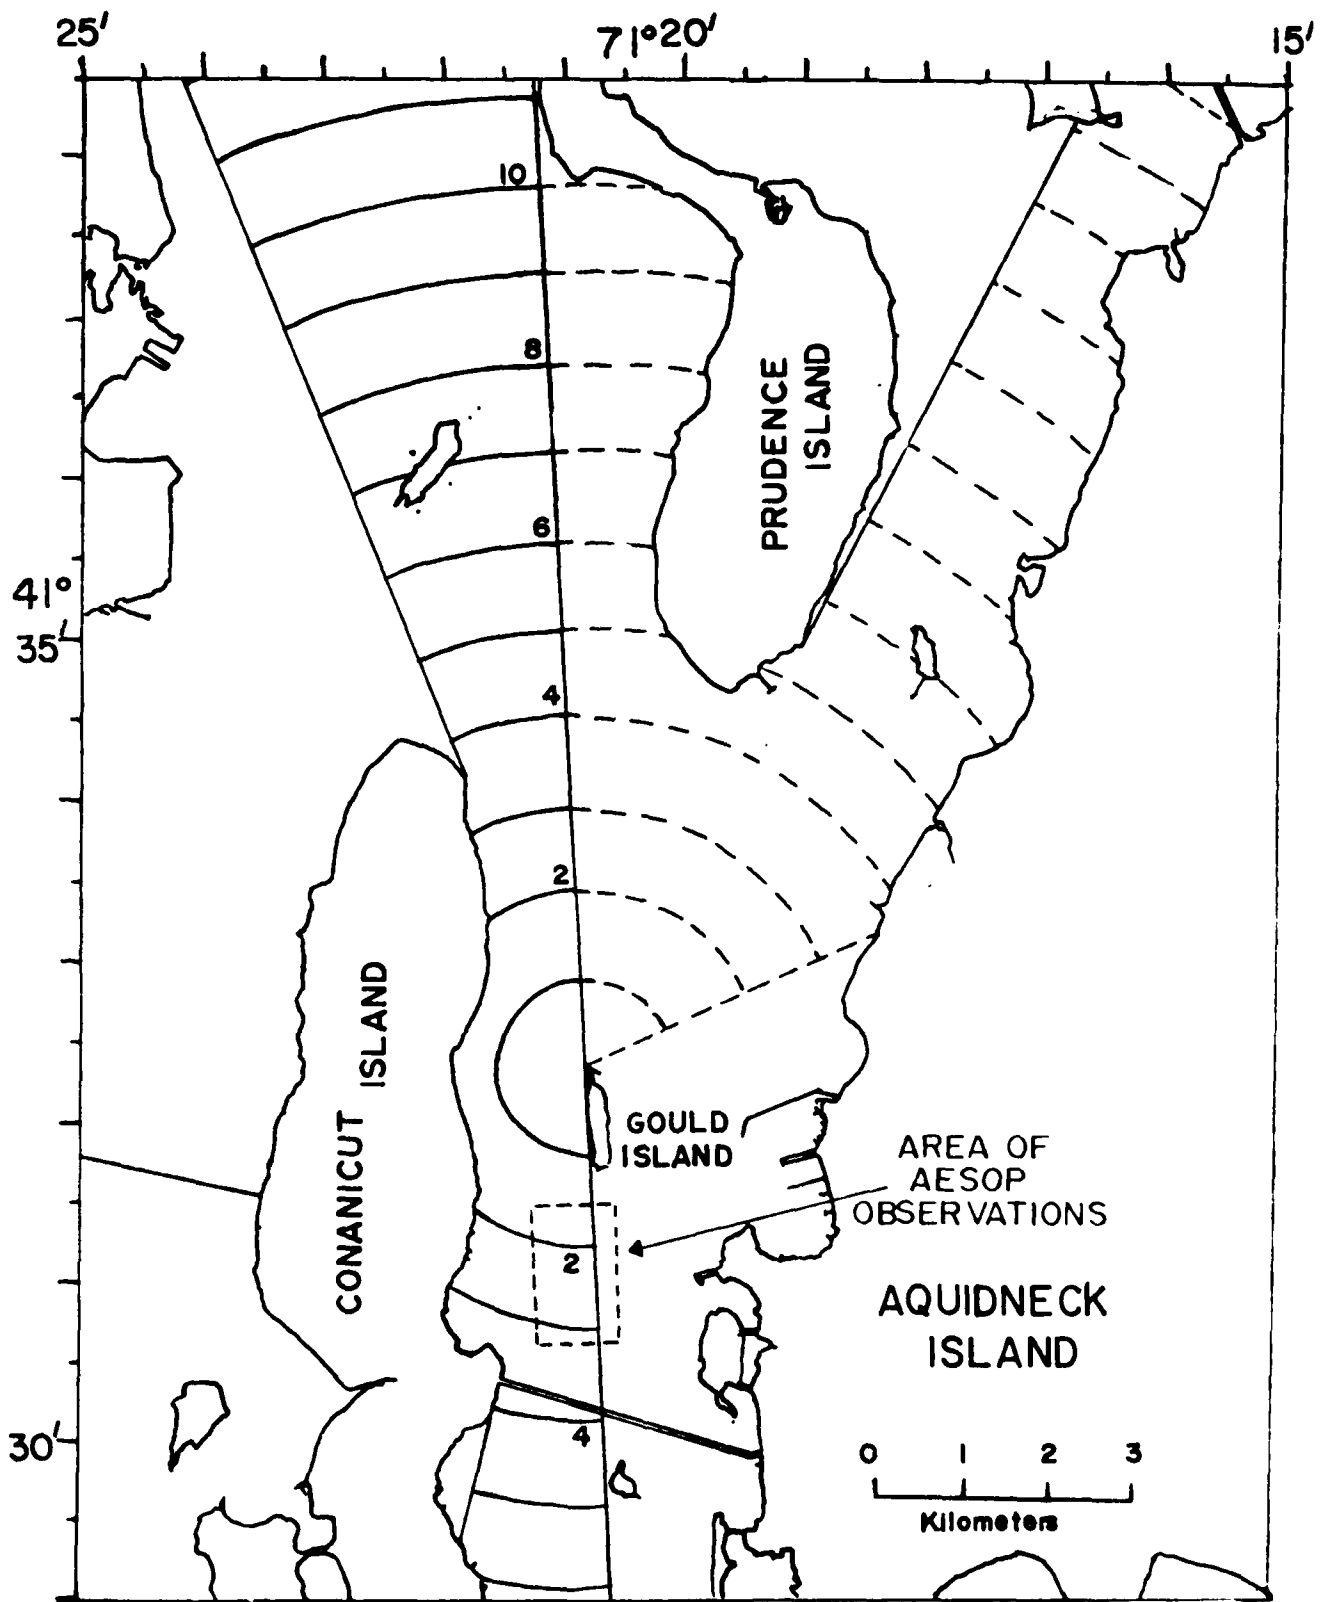 25' 71°20' 15'
10
8
6
41°
35'
4
2
PRUDENCE
ISLAND
CONANICUT
ISLAND
GOULD
ISLAND
AREA OF
AESOP
OBSERVATIONS
2
AQUIDNECK
ISLAND
30'
4
0 1 2 3
Kilometers